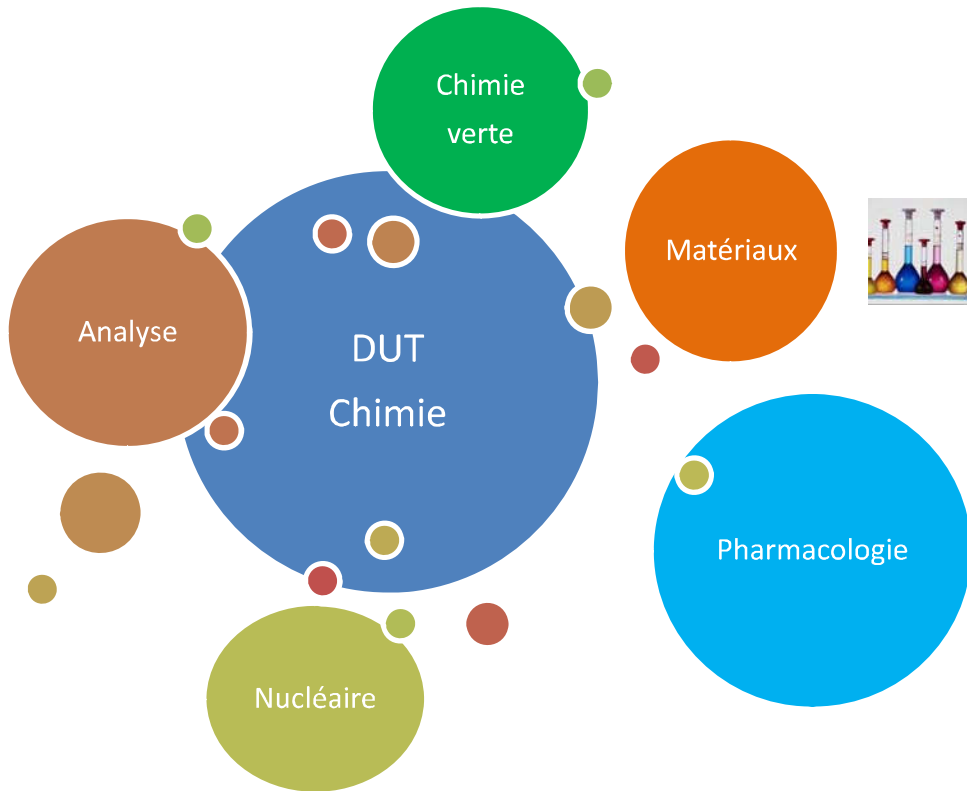 Chimie
verte
Matériaux
Analyse
DUT
Chimie
Pharmacologie
Nucléaire